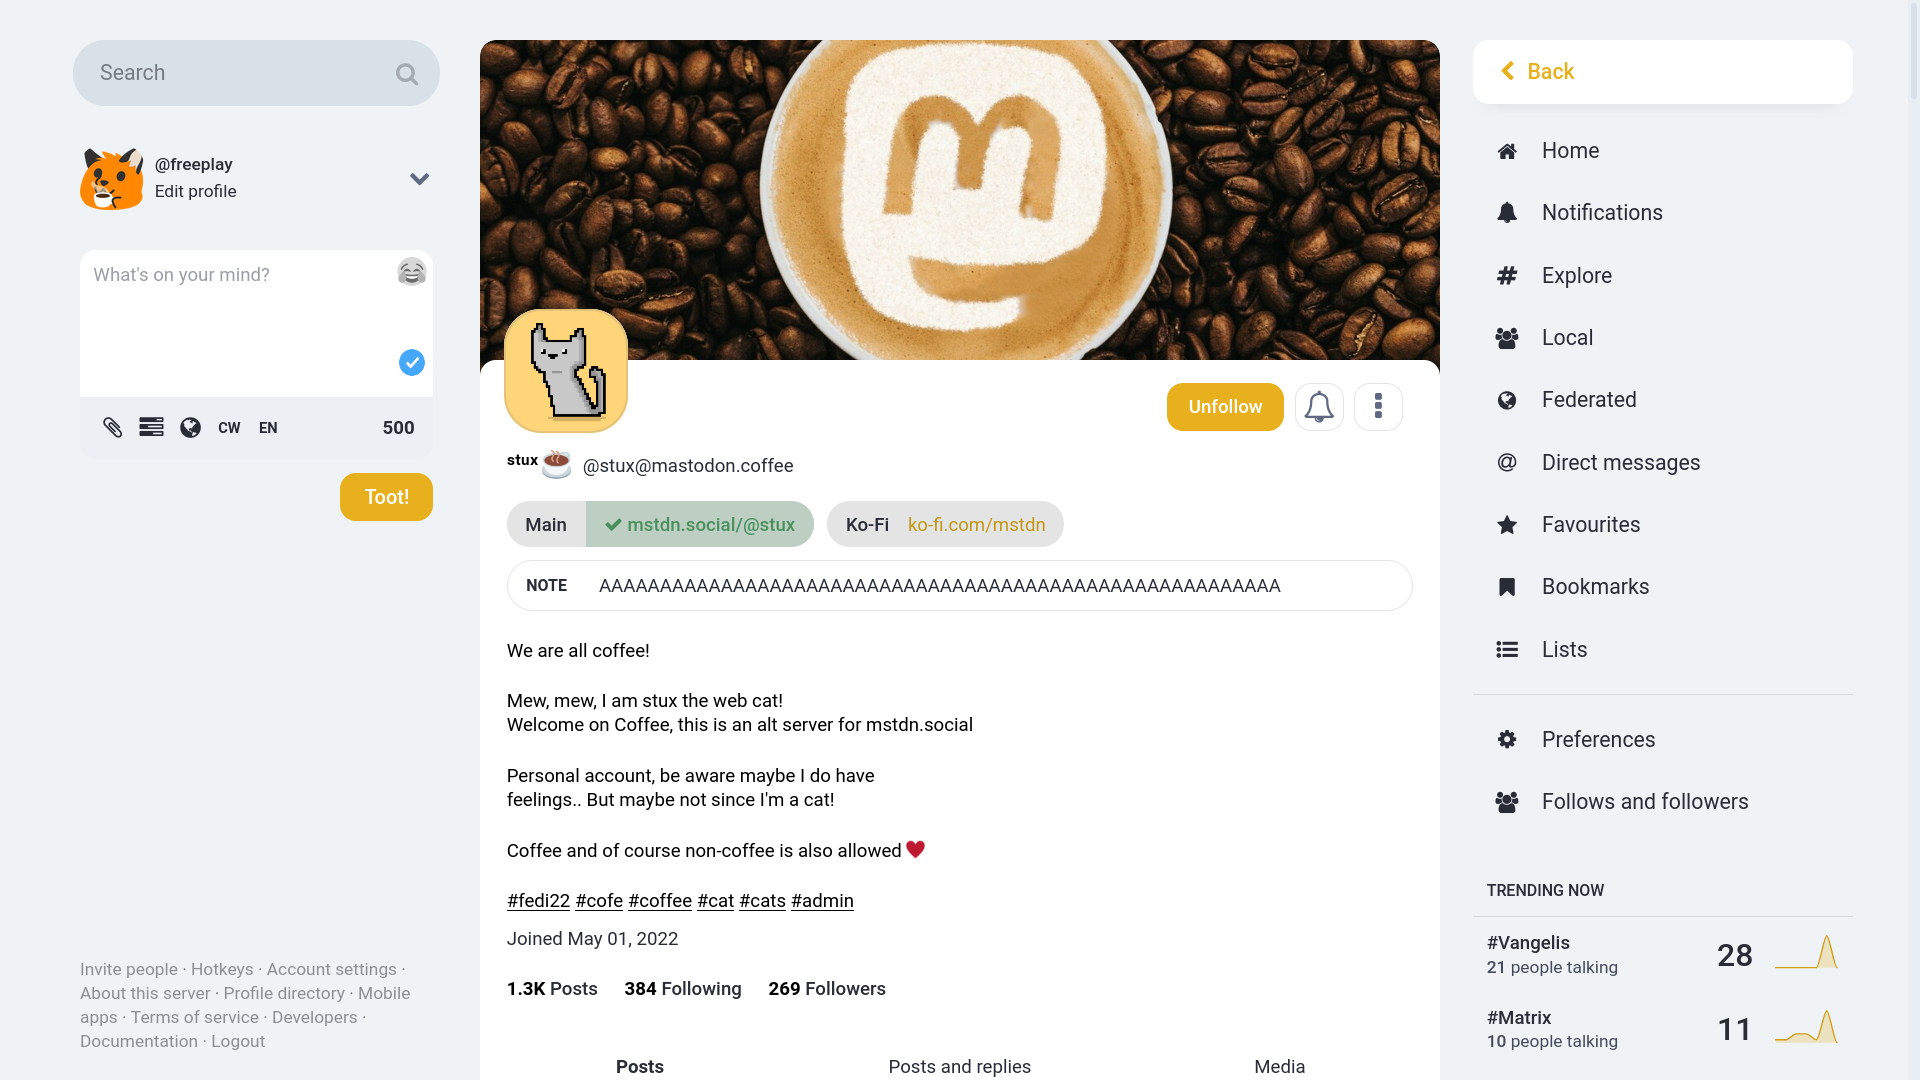 Search
@freeplay
Edit profile
What's on your mind?
CW EN 500
Toot!
Invite people · Hotkeys · Account settings ·
About this server · Profile directory · Mobile
apps · Terms of service · Developers ·
Documentation · Logout
m
Unfollow
stux @stux@mastodon.coffee
Main mstdn.social/@stux Ko-Fi ko-fi.com/mstdn
NOTE AAAAAAAAAAAAAAAAAAAAAAAAAAAAAAAAAAAAAAAAAAAAAAAAAAAAAAAA
We are all coffee!
Mew, mew, I am stux the web cat!
Welcome on Coffee, this is an alt server for mstdn.social
Personal account, be aware maybe I do have
feelings.. But maybe not since I'm a cat!
Coffee and of course non-coffee is also allowed
#fedi22 #cofe #coffee #cat #cats #admin
Joined May 01, 2022
1.3K Posts 384 Following 269 Followers
Posts Posts and replies Media
Back
Home
Notifications
Explore
Local
Federated
Direct messages
Favourites
Bookmarks
Lists
Preferences
Follows and followers
TRENDING NOW
#Vangelis
21 people talking
28
#Matrix
10 people talking
11